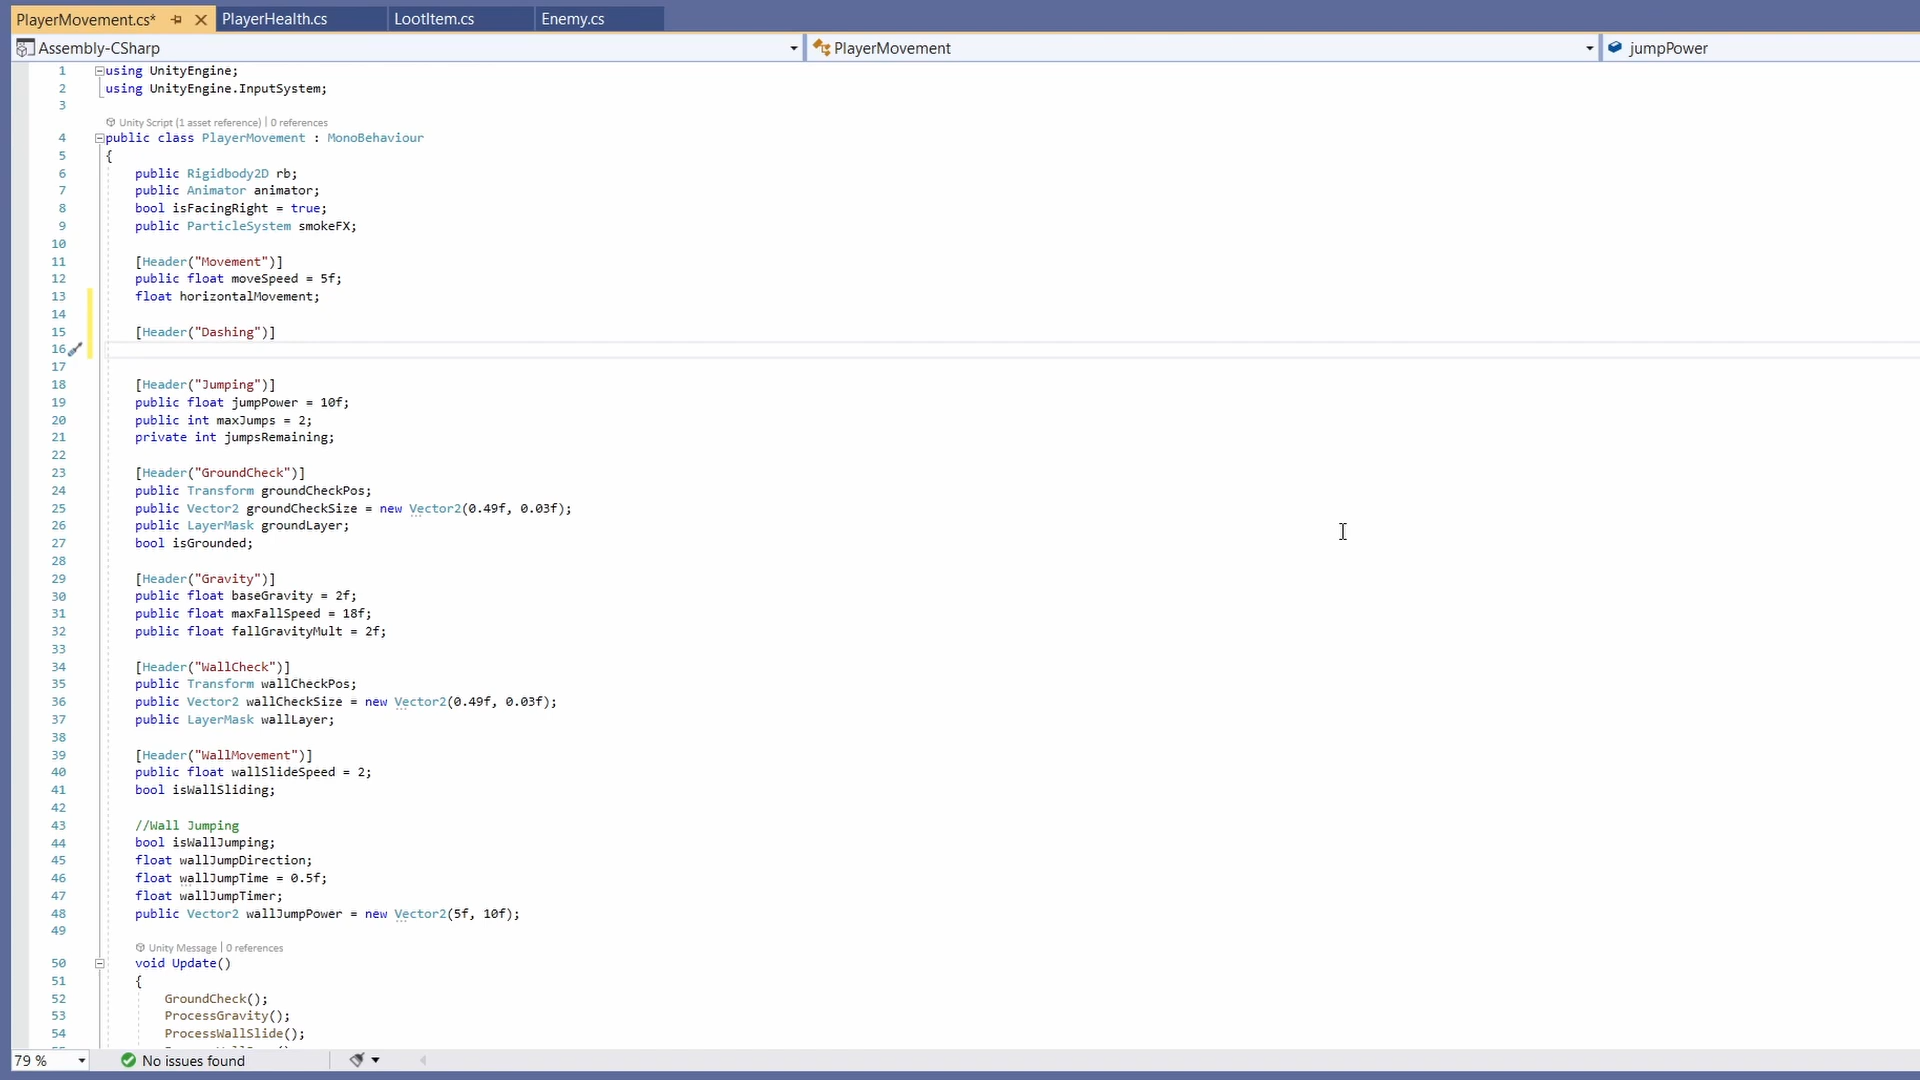 PlayerMovement.cs* PlayerHealth.cs LootItem.cs Enemy.cs
Assembly-CSharp PlayerMovement jumpPower
1 using UnityEngine;
2 using UnityEngine.InputSystem;
3
Unity Script (1 asset reference) | 0 references
4 public class PlayerMovement : MonoBehaviour
5 {
6 public Rigidbody2D rb;
7 public Animator animator;
8 bool isFacingRight = true;
9 public ParticleSystem smokeFX;
10
11 [Header("Movement")]
12 public float moveSpeed = 5f;
13 float horizontalMovement;
14
15 [Header("Dashing")]
16
17
18 [Header("Jumping")]
19 public float jumpPower = 10f;
20 public int maxJumps = 2;
21 private int jumpsRemaining;
22
23 [Header("GroundCheck")]
24 public Transform groundCheckPos;
25 public Vector2 groundCheckSize = new Vector2(0.49f, 0.03f);
26 public LayerMask groundLayer;
27 bool isGrounded;
28
29 [Header("Gravity")]
30 public float baseGravity = 2f;
31 public float maxFallSpeed = 18f;
32 public float fallGravityMult = 2f;
33
34 [Header("WallCheck")]
35 public Transform wallCheckPos;
36 public Vector2 wallCheckSize = new Vector2(0.49f, 0.03f);
37 public LayerMask wallLayer;
38
39 [Header("WallMovement")]
40 public float wallSlideSpeed = 2;
41 bool isWallSliding;
42
43 //Wall Jumping
44 bool isWallJumping;
45 float wallJumpDirection;
46 float wallJumpTime = 0.5f;
47 float wallJumpTimer;
48 public Vector2 wallJumpPower = new Vector2(5f, 10f);
49
Unity Message | 0 references
50 void Update()
51 {
52 GroundCheck();
53 ProcessGravity();
54 ProcessWallSlide();
79 % No issues found